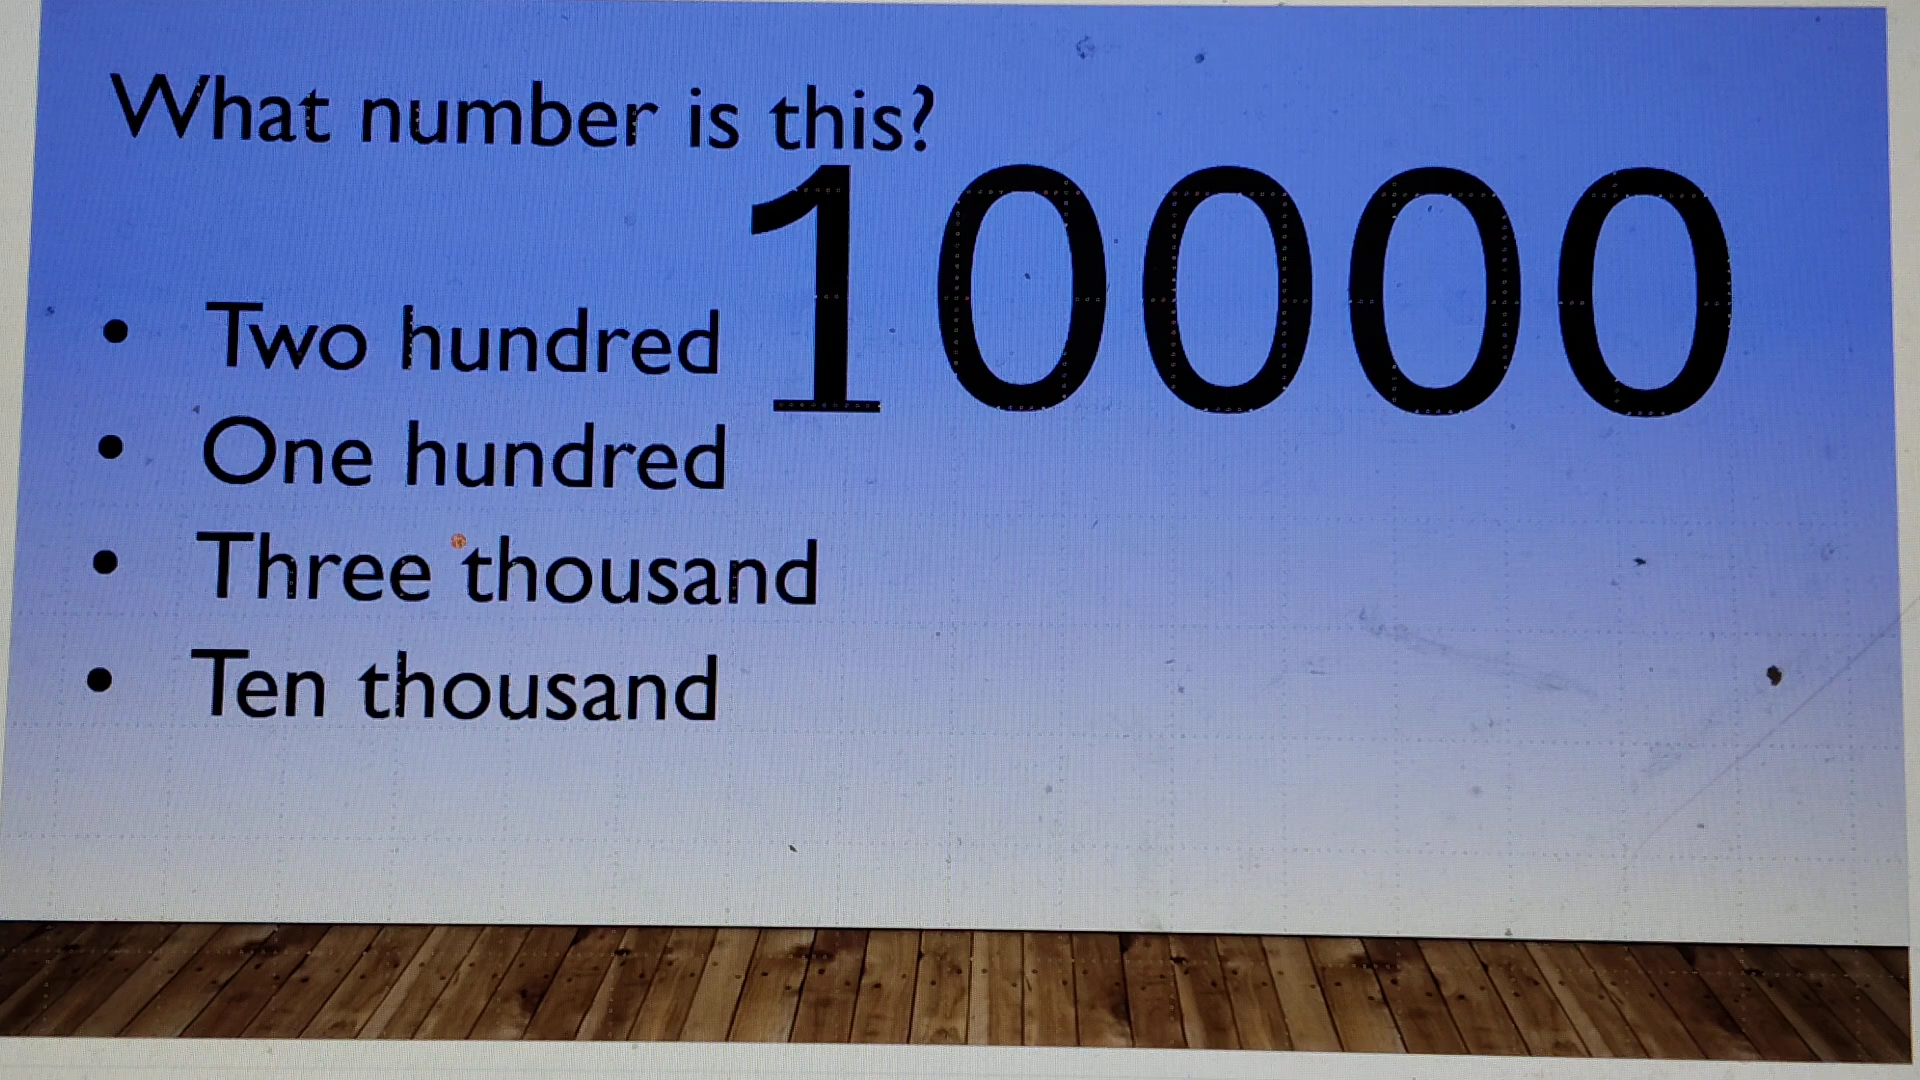 What number is this?
10000
• Two hundred
• One hundred
• Three thousand
• Ten thousand